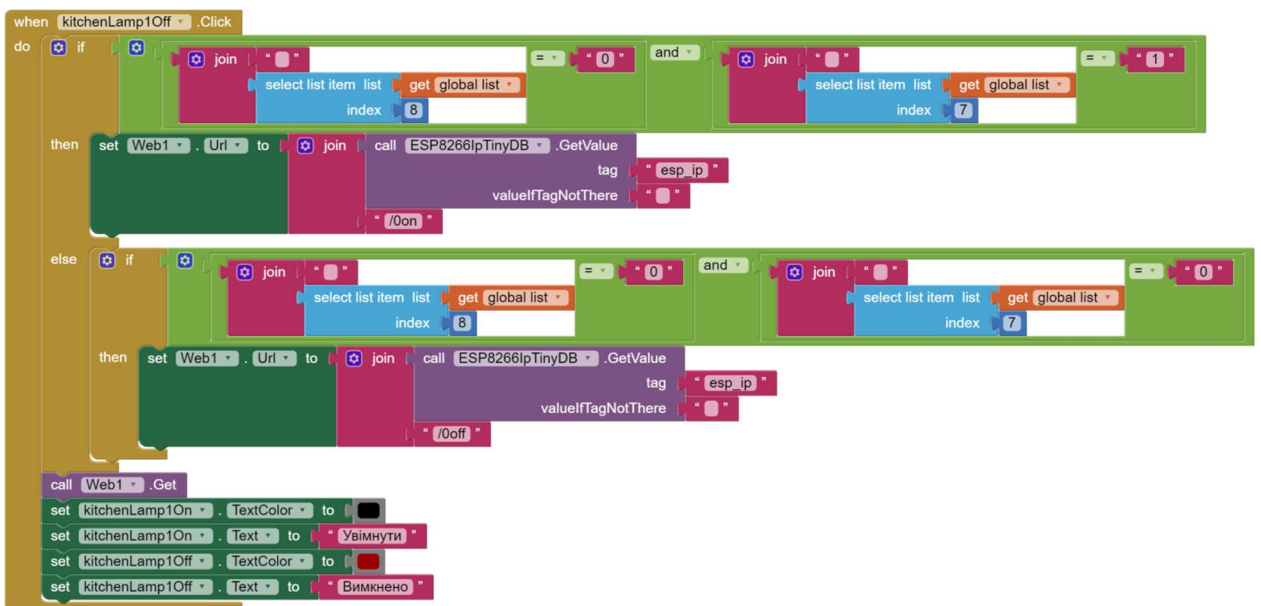 when kitchenLamp1Off .Click
do if join " " = "0" and join " " = "1"
select list item list get global list select list item list get global list
index 8 index 7
then set Web1 . Url to join call ESP8266IpTinyDB .GetValue
tag "esp_ip"
valueIfTagNotThere " "
"/0on"
else if join " " = "0" and join " " = "0"
select list item list get global list select list item list get global list
index 8 index 7
then set Web1 . Url to join call ESP8266IpTinyDB .GetValue
tag "esp_ip"
valueIfTagNotThere " "
"/0off"
call Web1 .Get
set kitchenLamp1On . TextColor to
set kitchenLamp1On . Text to "Увімнути"
set kitchenLamp1Off . TextColor to
set kitchenLamp1Off . Text to "Вимкнено"